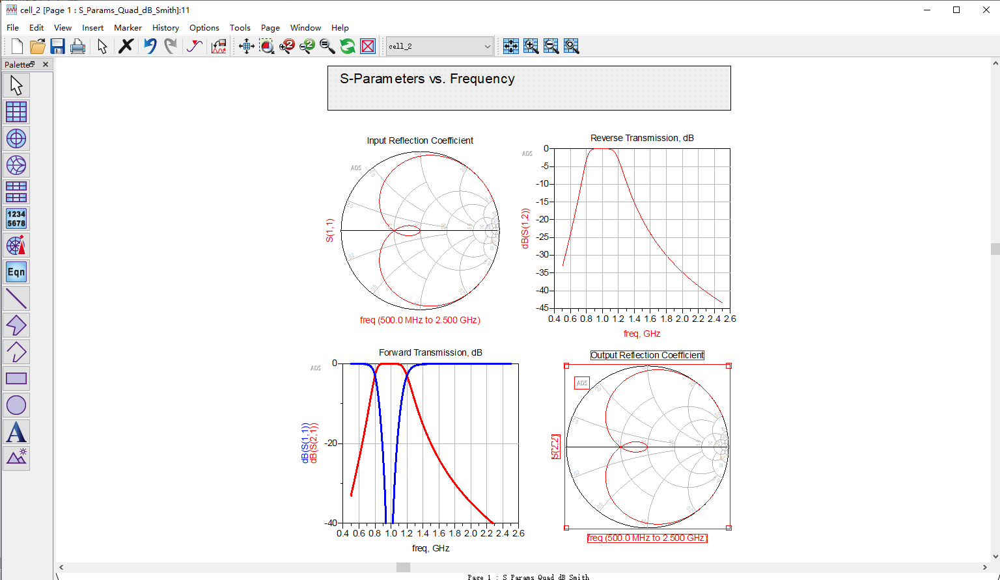 cell_2 [Page 1 : S_Params_Quad_dB_Smith]:11
File Edit View Insert Marker History Options Tools Page Window Help
cell_2
Palette
1234
5678
Eqn
S-Parameters vs. Frequency
Input Reflection Coefficient
ADS
S(1,1)
freq (500.0 MHz to 2.500 GHz)
Reverse Transmission, dB
ADS
0
-5
-10
-15
-20
-25
-30
-35
-40
-45
dB(S(1,2))
0.4 0.6 0.8 1.0 1.2 1.4 1.6 1.8 2.0 2.2 2.4 2.6
freq, GHz
Forward Transmission, dB
ADS
0
-20
-40
dB(S(1,1))
dB(S(2,1))
0.4 0.6 0.8 1.0 1.2 1.4 1.6 1.8 2.0 2.2 2.4 2.6
freq, GHz
Output Reflection Coefficient
ADS
S(2,2)
freq (500.0 MHz to 2.500 GHz)
Page 1 : S_Params_Quad_dB_Smith